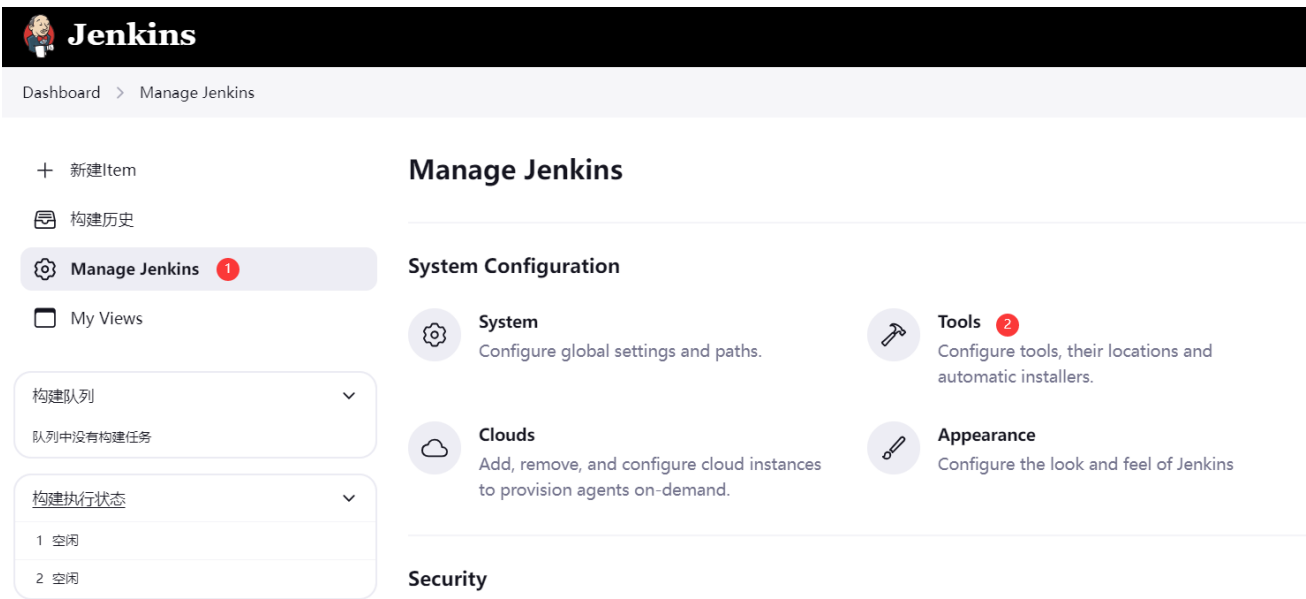 Jenkins
Dashboard > Manage Jenkins
新建Item
构建历史
Manage Jenkins 1
My Views
构建队列
队列中没有构建任务
构建执行状态
1 空闲
2 空闲
Manage Jenkins
System Configuration
System
Configure global settings and paths.
Tools 2
Configure tools, their locations and
automatic installers.
Clouds
Add, remove, and configure cloud instances
to provision agents on-demand.
Appearance
Configure the look and feel of Jenkins
Security